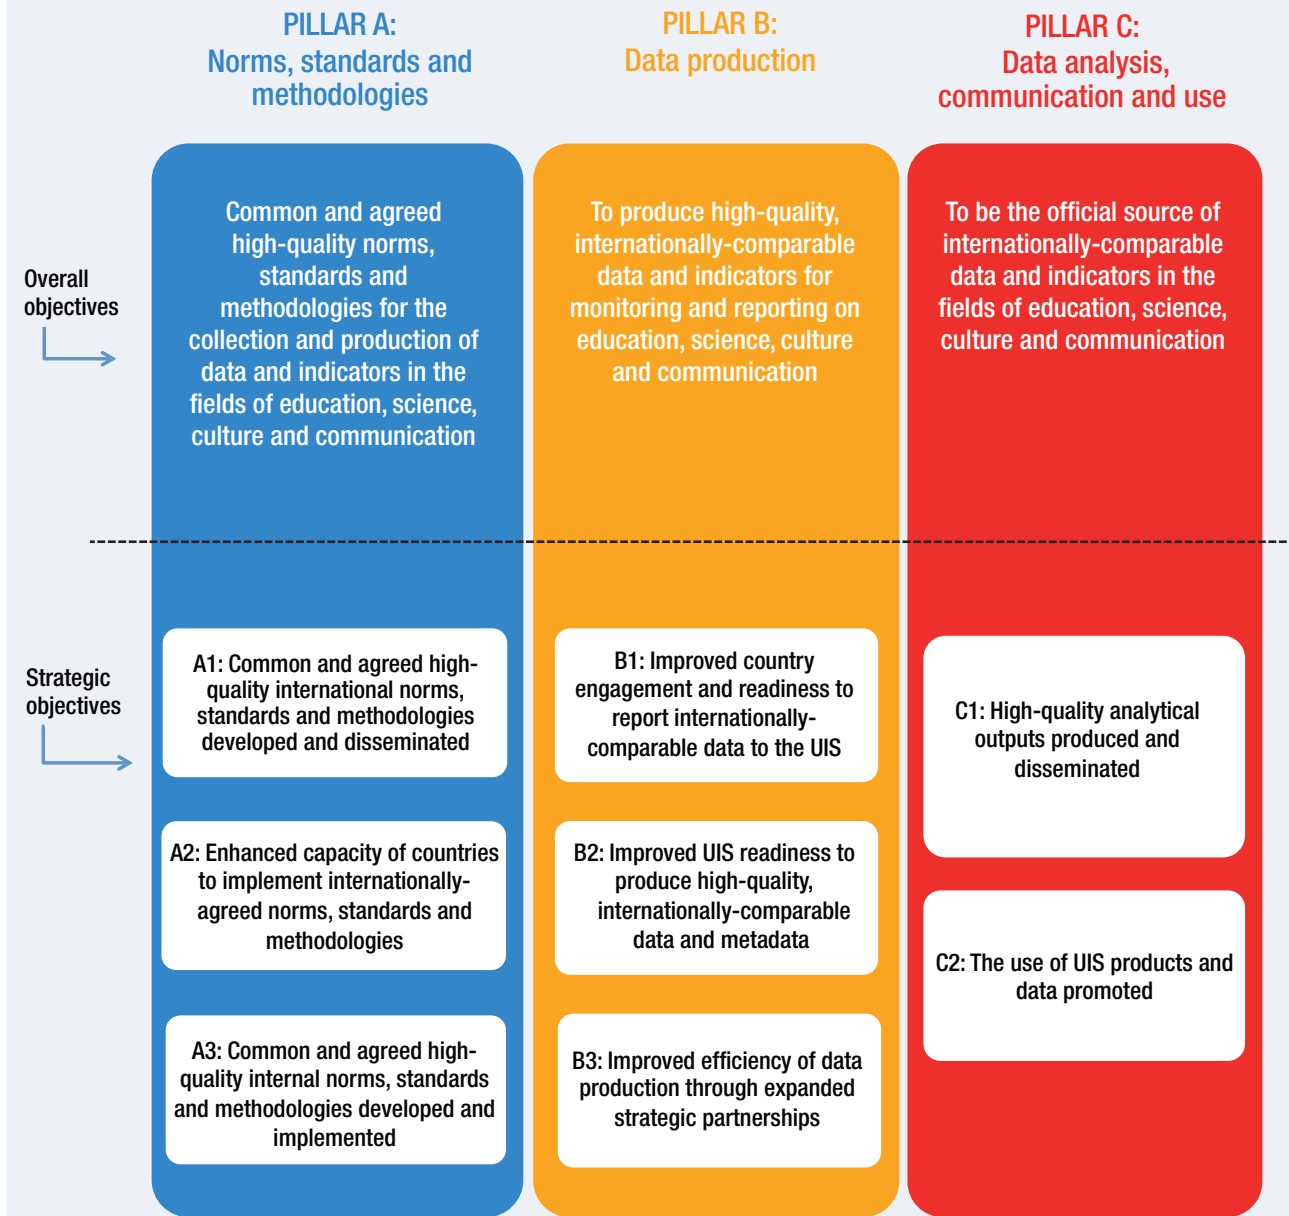 PILLAR A:
Norms, standards and
methodologies
PILLAR B:
Data production
PILLAR C:
Data analysis,
communication and use
Overall
objectives
Common and agreed
high-quality norms,
standards and
methodologies for the
collection and production of
data and indicators in the
fields of education, science,
culture and communication
To produce high-quality,
internationally-comparable
data and indicators for
monitoring and reporting on
education, science, culture
and communication
To be the official source of
internationally-comparable
data and indicators in the
fields of education, science,
culture and communication
Strategic
objectives
A1: Common and agreed high-
quality international norms,
standards and methodologies
developed and disseminated
A2: Enhanced capacity of countries
to implement internationally-
agreed norms, standards and
methodologies
A3: Common and agreed high-
quality internal norms, standards
and methodologies developed and
implemented
B1: Improved country
engagement and readiness to
report internationally-
comparable data to the UIS
B2: Improved UIS readiness to
produce high-quality,
internationally-comparable
data and metadata
B3: Improved efficiency of data
production through expanded
strategic partnerships
C1: High-quality analytical
outputs produced and
disseminated
C2: The use of UIS products and
data promoted